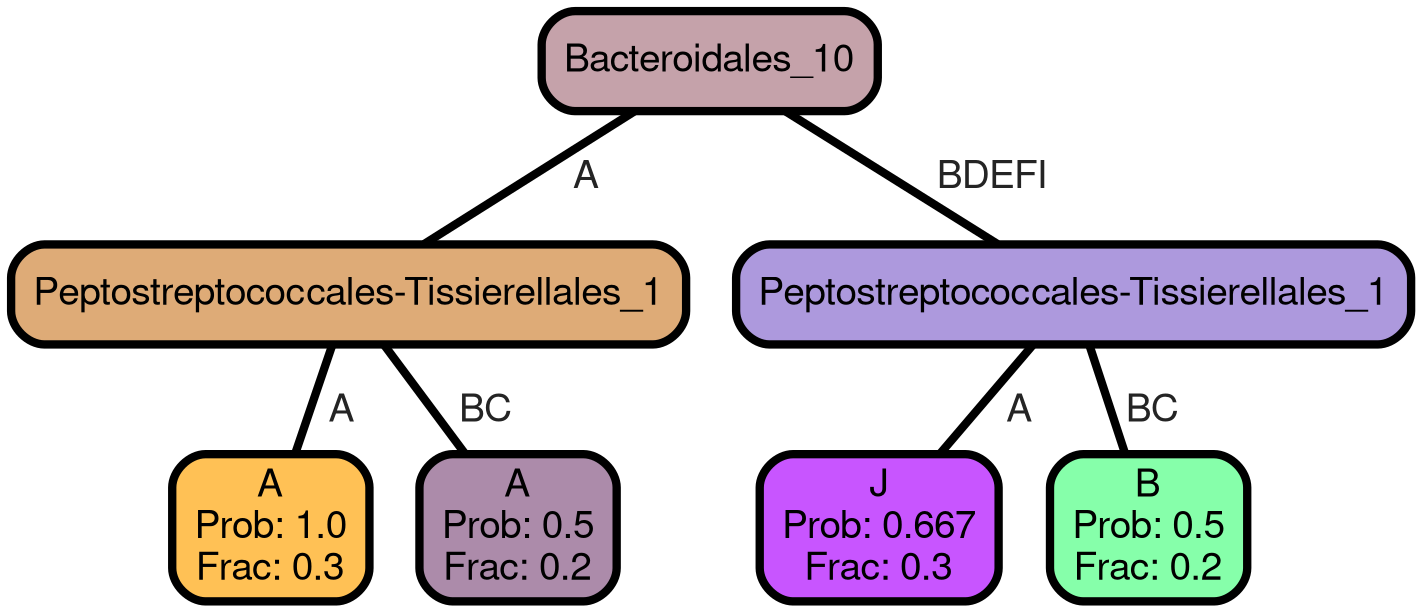 Bacteroidales_10
A
BDEFI
Peptostreptococcales-Tissierellales_1
Peptostreptococcales-Tissierellales_1
A
BC
A
BC
A
Prob: 1.0
Frac: 0.3
A
Prob: 0.5
Frac: 0.2
J
Prob: 0.667
Frac: 0.3
B
Prob: 0.5
Frac: 0.2